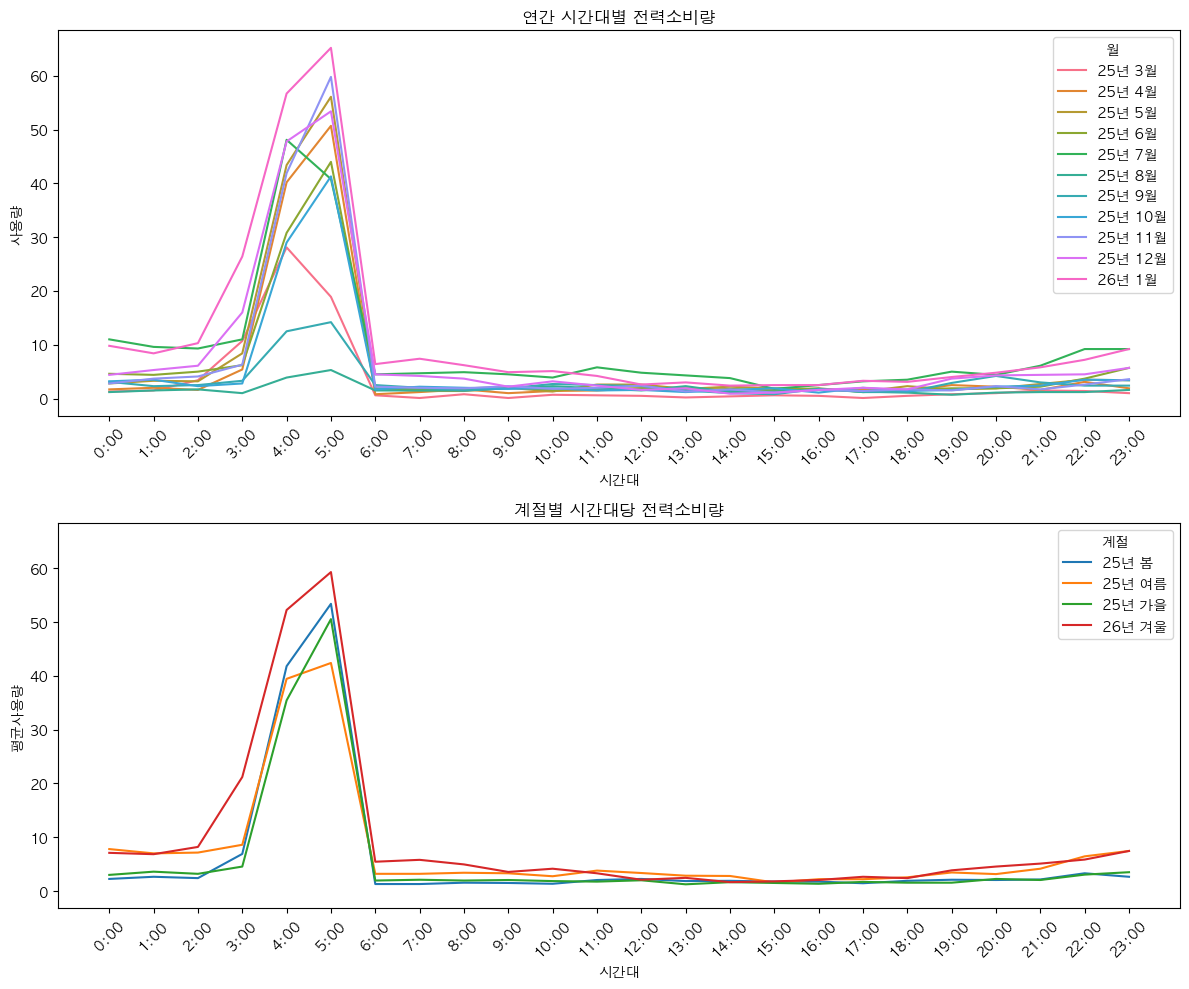 연간 시간대별 전력소비량
월
25년 3월
25년 4월
25년 5월
25년 6월
25년 7월
25년 8월
25년 9월
25년 10월
25년 11월
25년 12월
26년 1월
사용량
60
50
40
30
20
10
0
0:00 1:00 2:00 3:00 4:00 5:00 6:00 7:00 8:00 9:00 10:00 11:00 12:00 13:00 14:00 15:00 16:00 17:00 18:00 19:00 20:00 21:00 22:00 23:00
시간대
계절별 시간대당 전력소비량
계절
25년 봄
25년 여름
25년 가을
26년 겨울
평균사용량
60
50
40
30
20
10
0
0:00 1:00 2:00 3:00 4:00 5:00 6:00 7:00 8:00 9:00 10:00 11:00 12:00 13:00 14:00 15:00 16:00 17:00 18:00 19:00 20:00 21:00 22:00 23:00
시간대